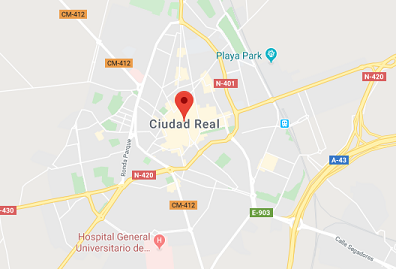 CM-412
Playa Park
CM-412
N-420
N-401
Ciudad Real
Ronda Parque
A-43
N-420
CM-412
-430
E-903
Hospital General
Universitario de...
Calle Segadores